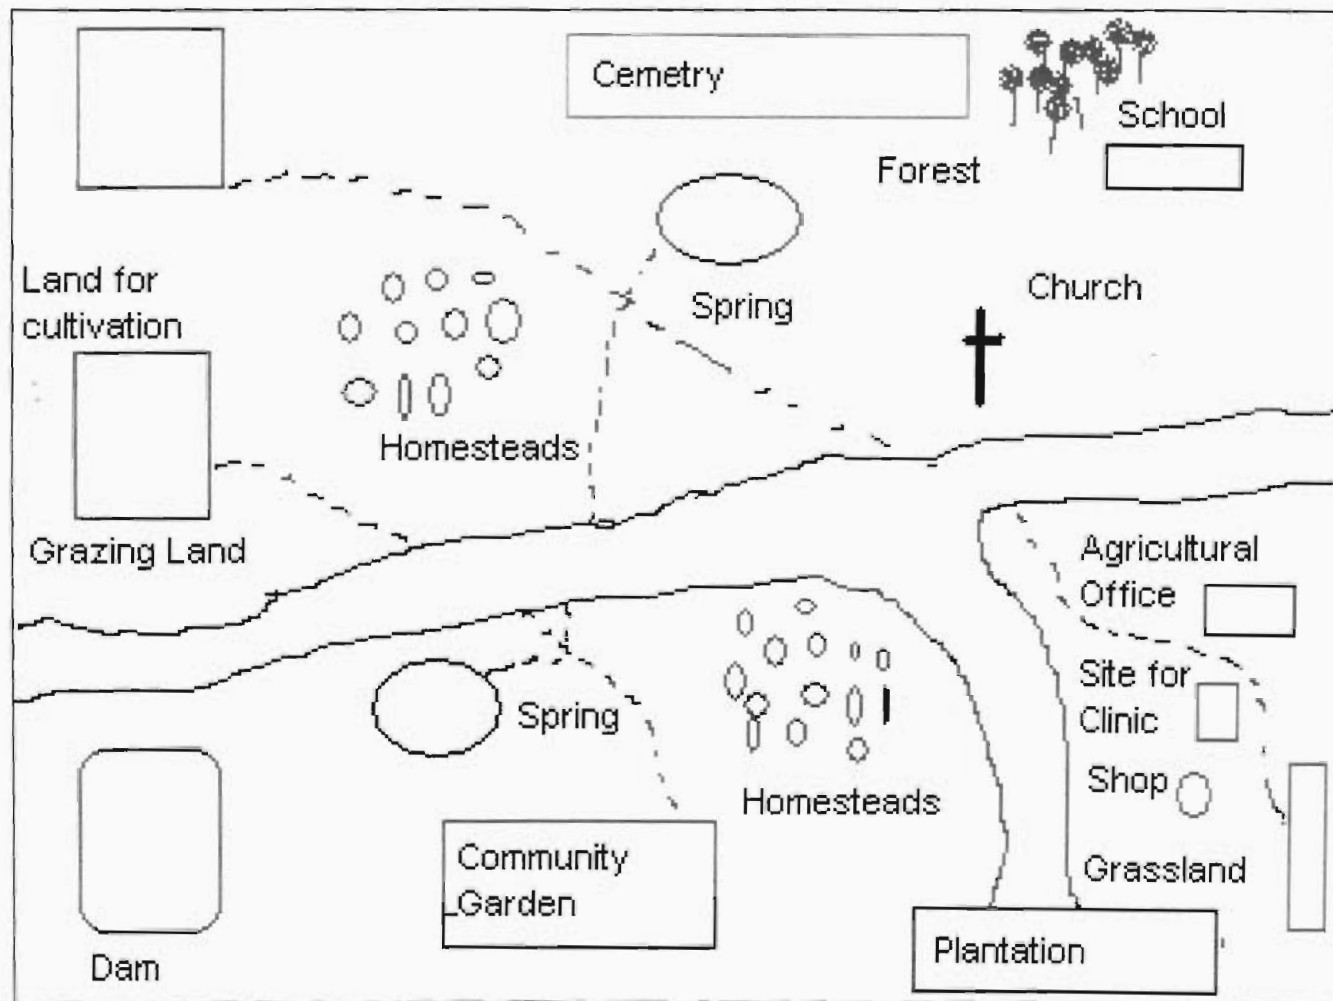 Cemetry
School
Forest
Land for
cultivation
Spring
Church
Homesteads
Grazing Land
Agricultural
Office
Site for
Clinic
Spring
Shop
Homesteads
Community
Garden
Grassland
Plantation
Dam